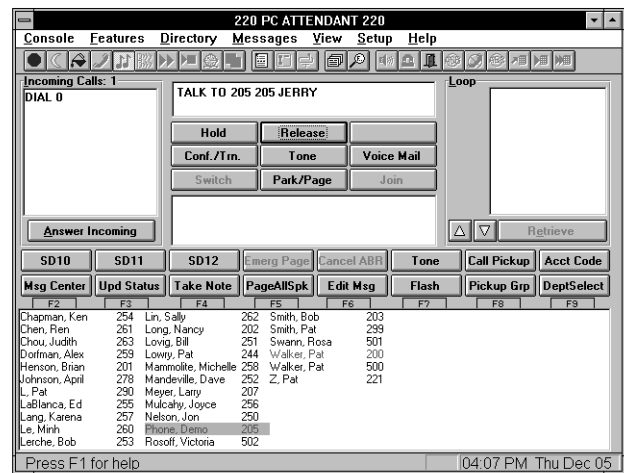 220 PC ATTENDANT 220
Console Features Directory Messages View Setup Help
Incoming Calls: 1
DIAL 0
TALK TO 205 205 JERRY
Loop
Hold Release
Conf./Trn. Tone Voice Mail
Switch Park/Page Join
Answer Incoming
Retrieve
SD10 SD11 SD12 Emerg Page Cancel ABR Tone Call Pickup Acct Code
Msg Center Upd Status Take Note PageAllSpk Edit Msg Flash Pickup Grp DeptSelect
F2 F3 F4 F5 F6 F7 F8 F9
Chapman, Ken 254 Lin, Sally 262 Smith, Bob 203
Chen, Ren 261 Long, Nancy 202 Smith, Pat 299
Chou, Judith 263 Lovig, Bill 251 Swann, Rosa 501
Dorfman, Alex 259 Lowry, Pat 244 Walker, Pat 200
Henson, Brian 201 Mammolite, Michelle 258 Walker, Pat 500
Johnson, April 278 Mandeville, Dave 252 Z, Pat 221
L, Pat 290 Meyer, Larry 207
LaBlanca, Ed 255 Mulcahy, Joyce 256
Lang, Karena 257 Nelson, Jon 250
Le, Minh 260 Phone, Demo 205
Lerche, Bob 253 Rosoff, Victoria 502
Press F1 for help 04:07 PM Thu Dec 05